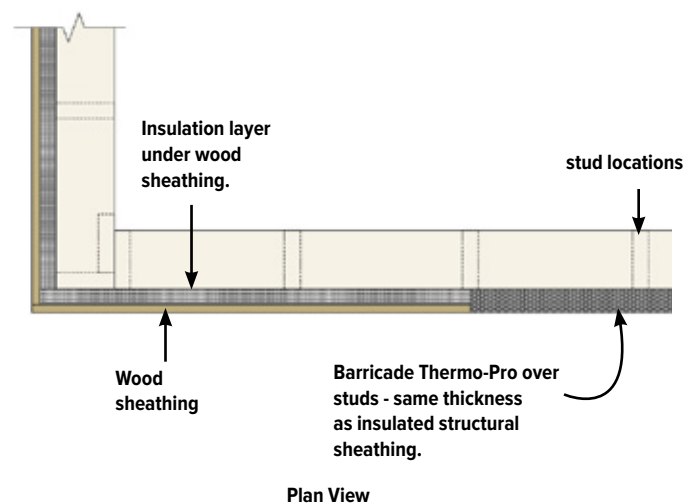 Insulation layer
under wood
sheathing.
stud locations
Wood
sheathing
Barricade Thermo-Pro over
studs - same thickness
as insulated structural
sheathing.
Plan View